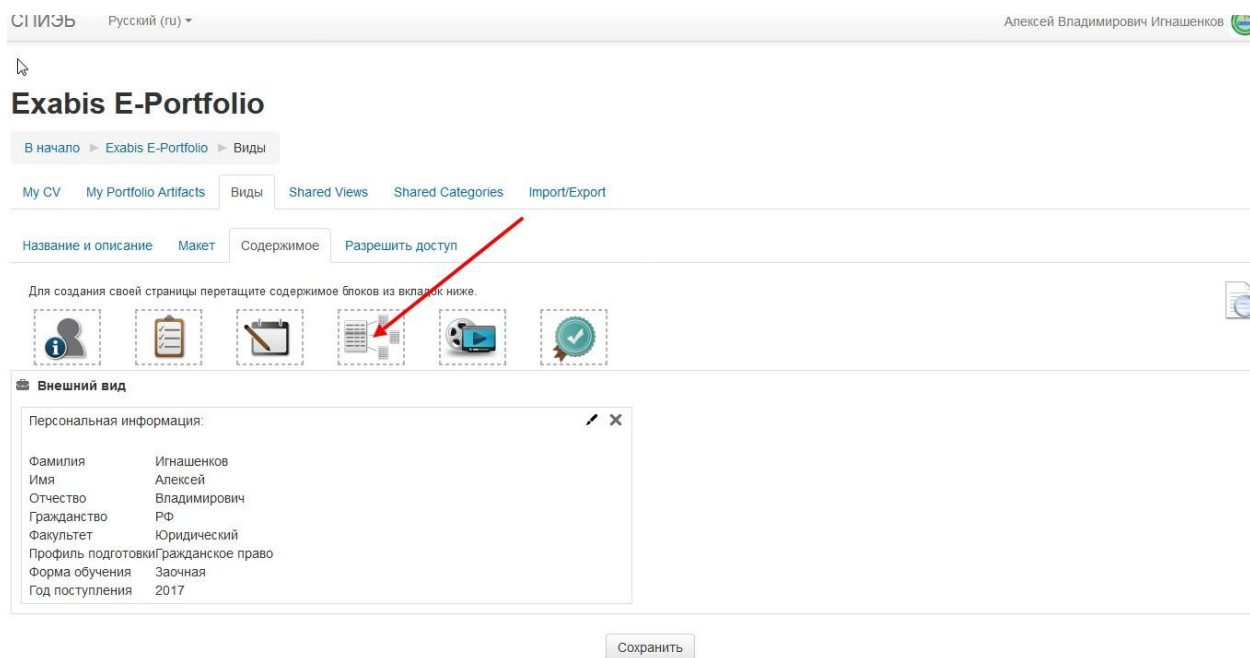 СПИЭБ Русский (ru) Алексей Владимирович Игнашенков
Exabis E-Portfolio
В начало Exabis E-Portfolio Виды
My CV My Portfolio Artifacts Виды Shared Views Shared Categories Import/Export
Название и описание Макет Содержимое Разрешить доступ
Для создания своей страницы перетащите содержимое блоков из вкладок ниже.
Внешний вид
Персональная информация:
Фамилия Игнашенков
Имя Алексей
Отчество Владимирович
Гражданство РФ
Факультет Юридический
Профиль подготовкиГражданское право
Форма обучения Заочная
Год поступления 2017
Сохранить